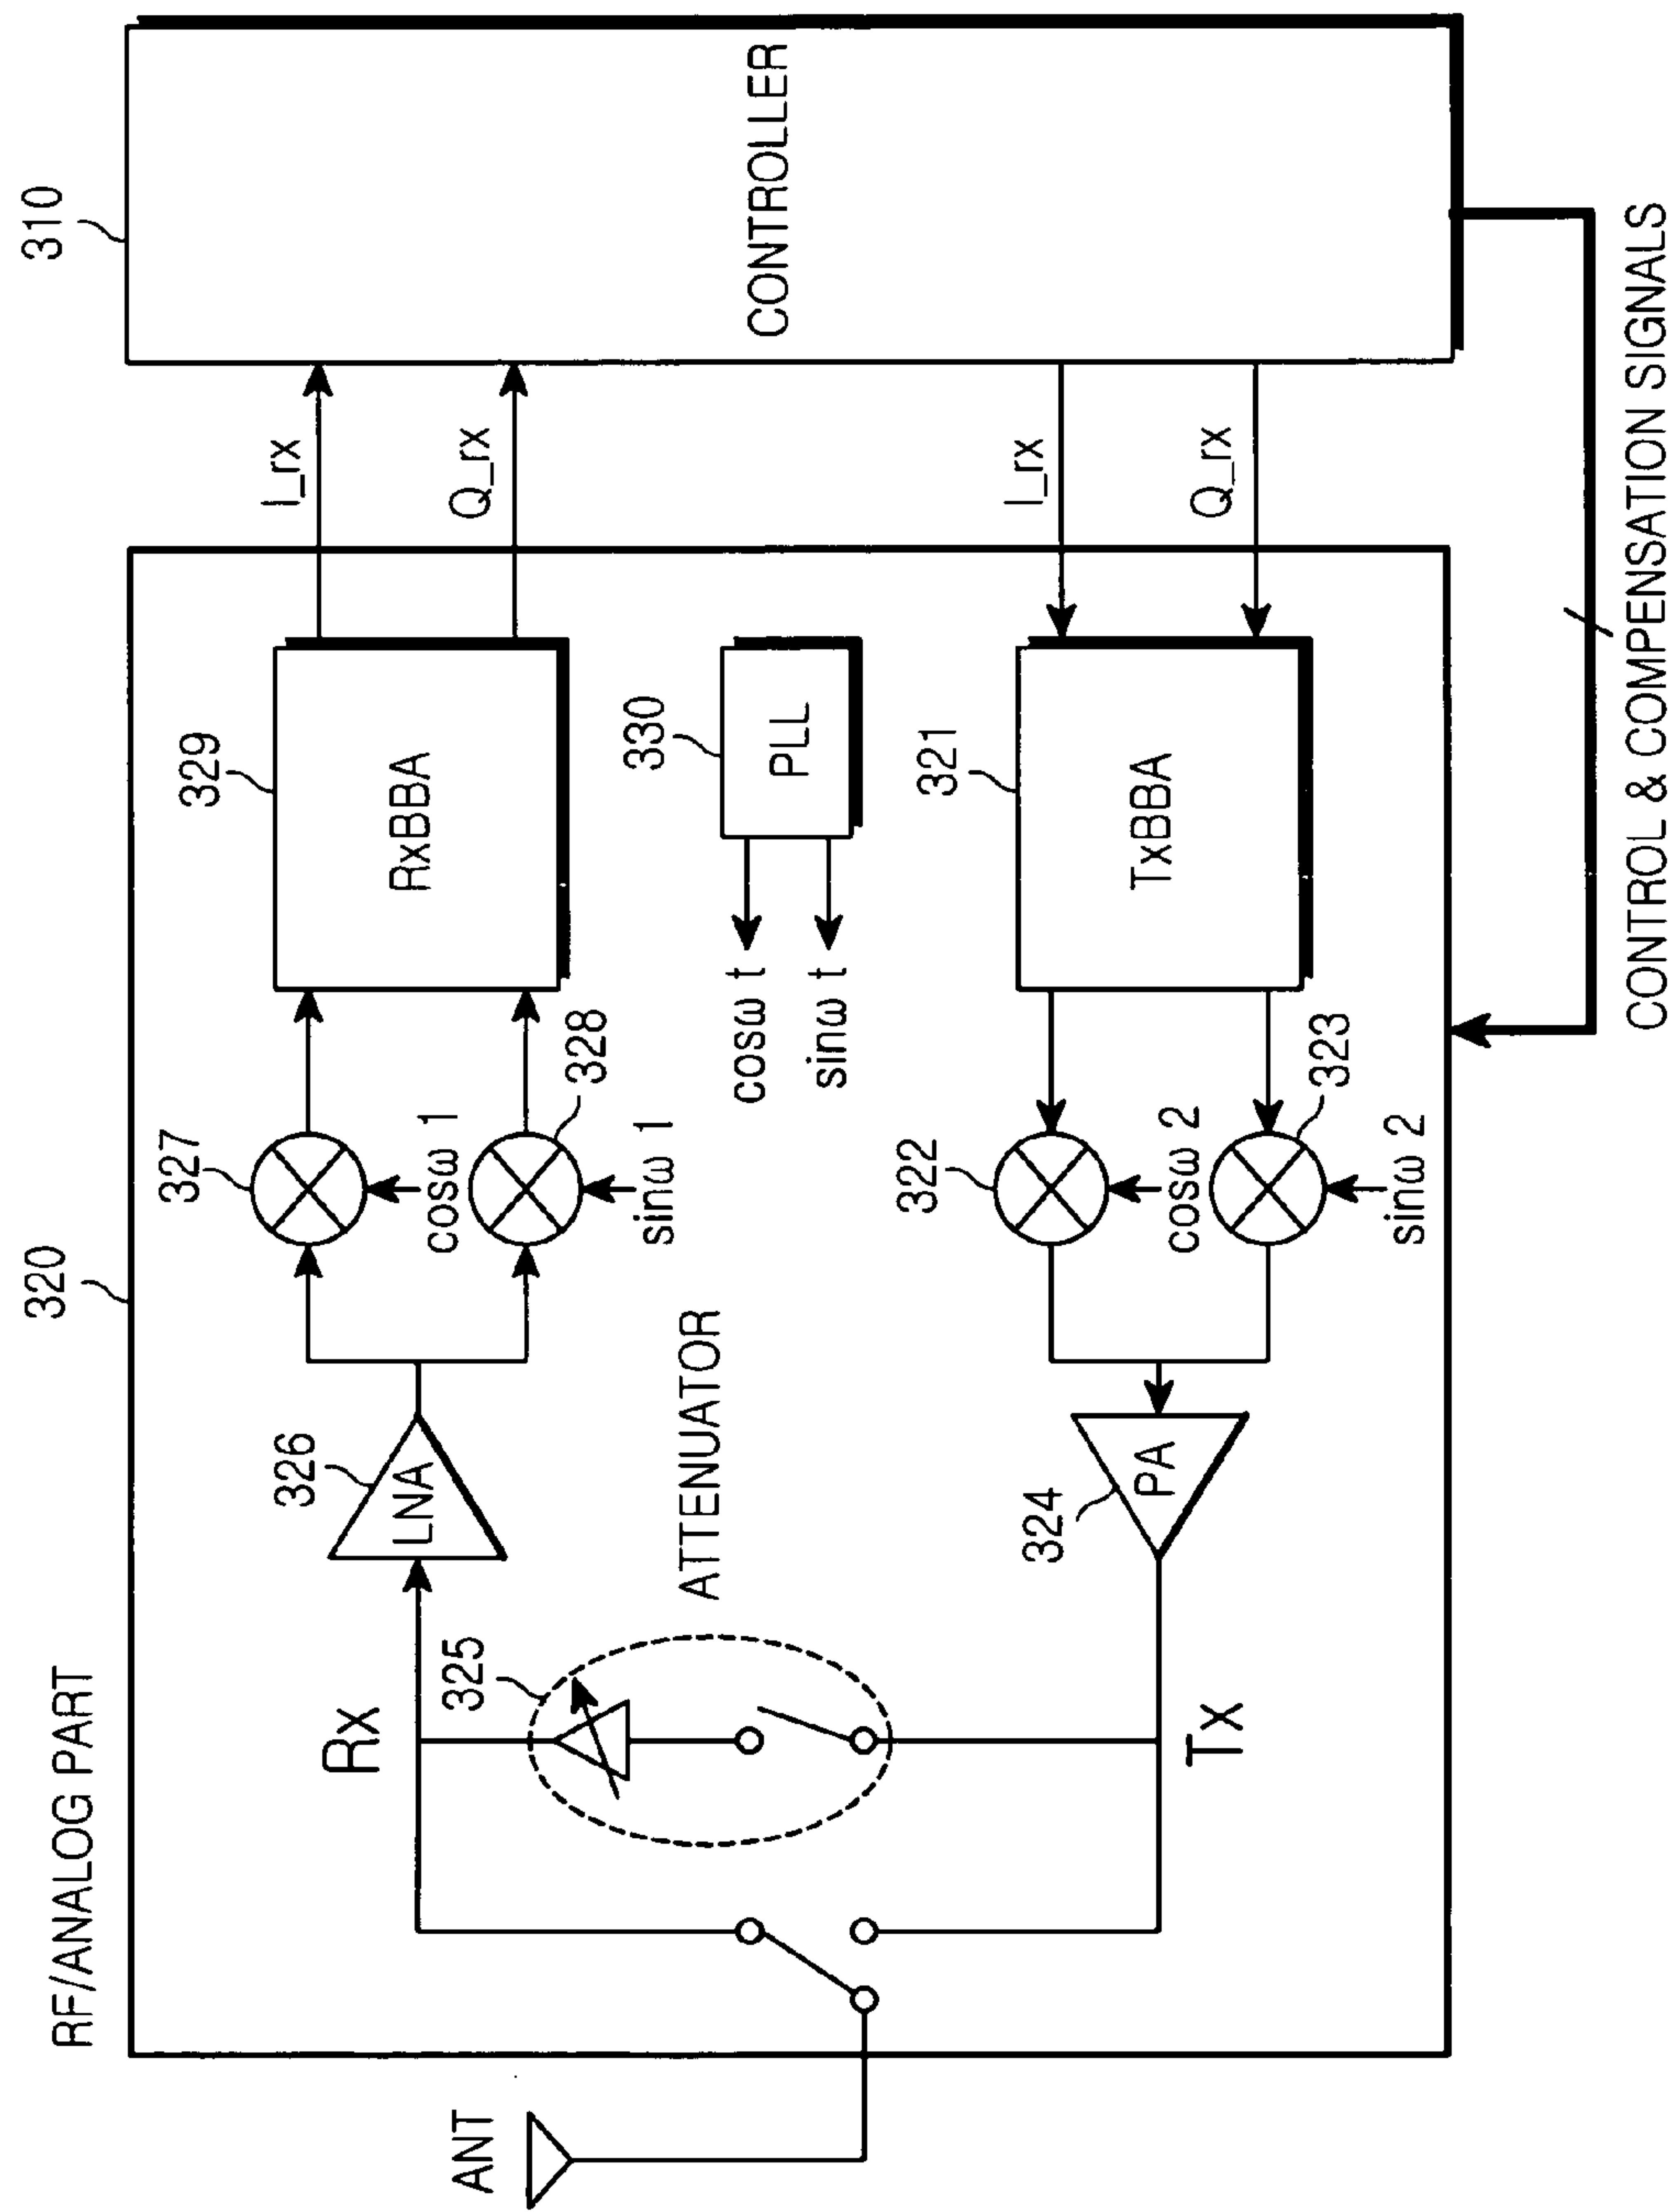 RF/ANALOG PART
320
310
ANT
Rx
326
LNA
327
cosω 1
328
sinω 1
329
RxBBA
I_rx
Q_rx
CONTROLLER
325
ATTENUATOR
330
PLL
cosω t
sinω t
Tx
324
PA
322
cosω 2
323
sinω 2
321
TxBBA
I_rx
Q_rx
CONTROL & COMPENSATION SIGNALS